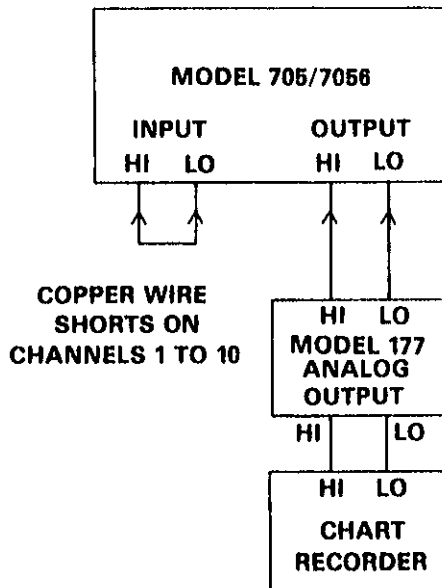 MODEL 705/7056
INPUT OUTPUT
HI LO HI LO
COPPER WIRE
SHORTS ON
CHANNELS 1 TO 10
HI LO
MODEL 177
ANALOG
OUTPUT
HI LO
HI LO
CHART
RECORDER